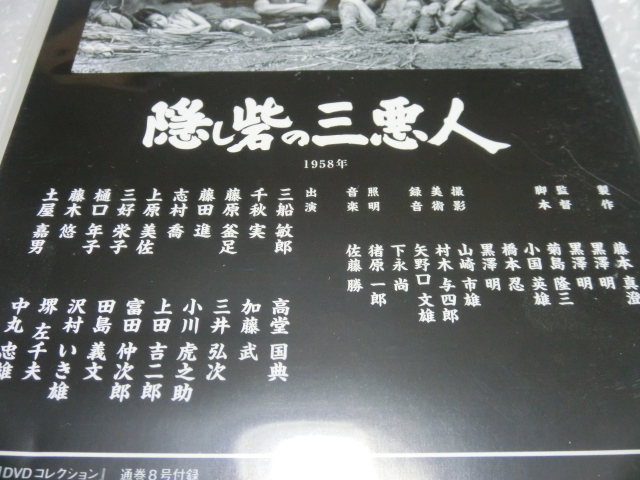 隠し砦の三悪人
1958年
製作 藤本 真澄
黒澤 明
監督 黒澤 明
脚本 菊島 隆三
小国 英雄
橋本 忍
黒澤 明
撮影 山崎 市雄
美術 村木 与四郎
録音 矢野口 文雄
下永 尚
照明 猪原 一郎
音楽 佐藤 勝
出演
三船 敏郎
千秋 実
藤原 釜足
藤田 進
志村 喬
上原 美佐
三好 栄子
樋口 年子
藤木 悠
土屋 嘉男
高堂 国典
加藤 武
三井 弘次
小川 虎之助
上田 吉二郎
富田 仲次郎
田島 義文
沢村 いき雄
堺 左千夫
中丸 忠雄
DVDコレクション』 通巻8号付録